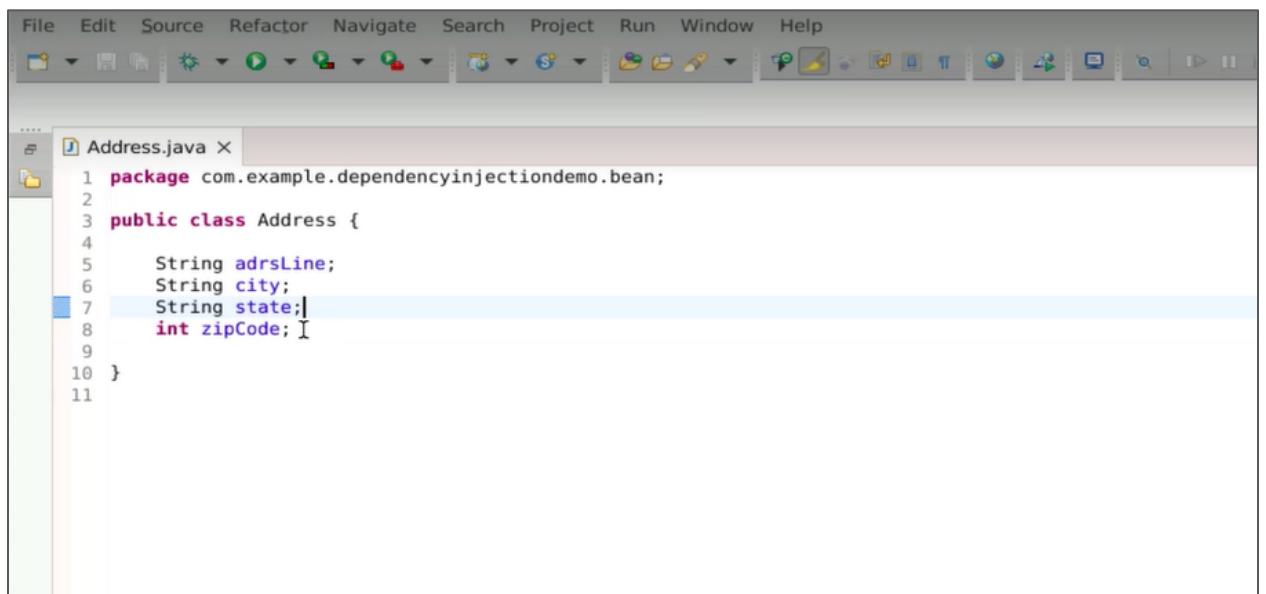 File Edit Source Refactor Navigate Search Project Run Window Help
Address.java
1 package com.example.dependencyinjectiondemo.bean;
2
3 public class Address {
4
5 String adrsLine;
6 String city;
7 String state;
8 int zipCode;
9
10 }
11